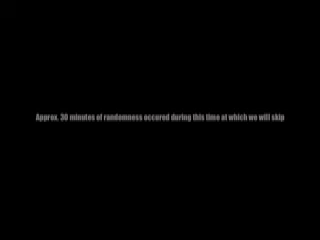 Approx, 30 minutes of randomness occured during this time at which we will skip